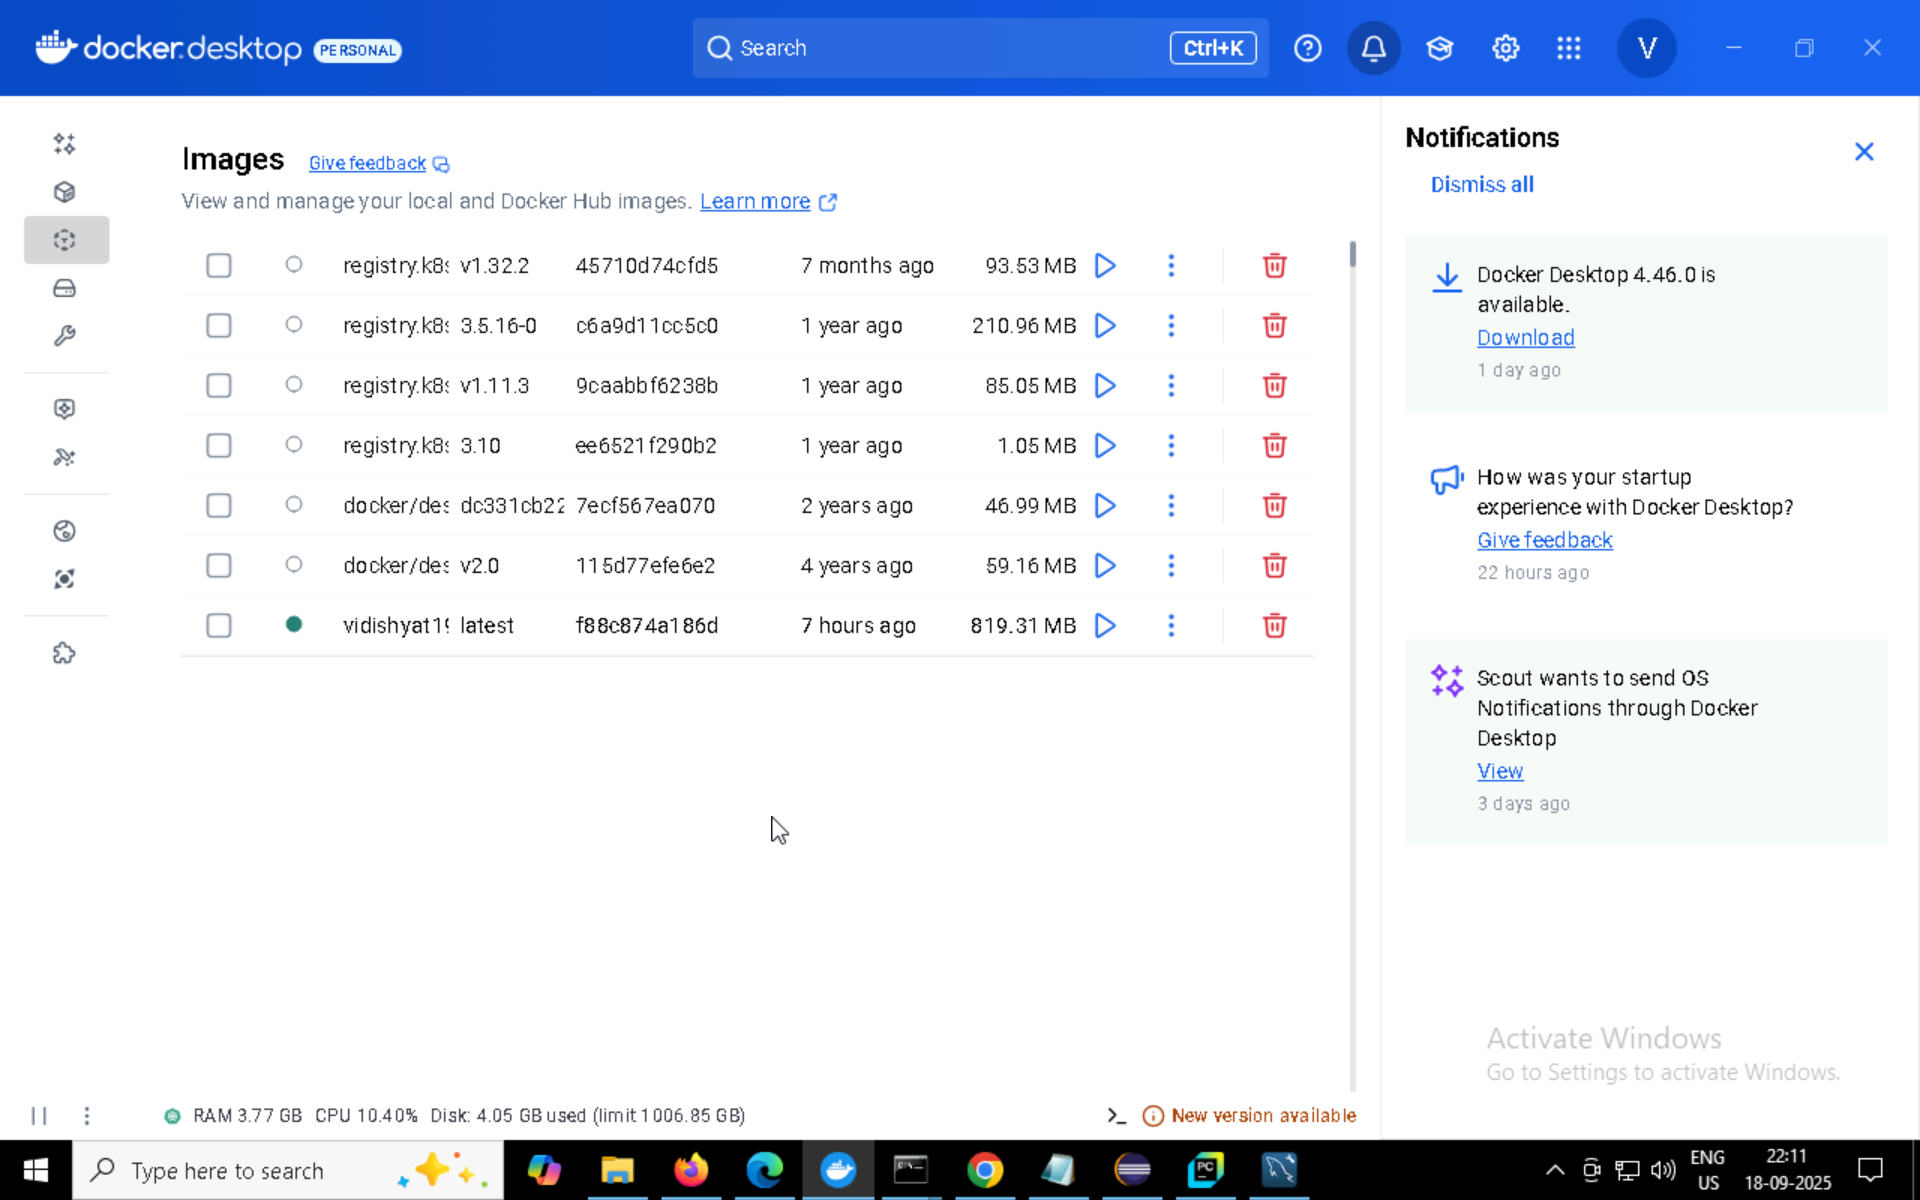 docker.desktop PERSONAL
Search Ctrl+K
V
Images Give feedback
View and manage your local and Docker Hub images. Learn more
registry.k8s v1.32.2 45710d74cfd5 7 months ago 93.53 MB
registry.k8s 3.5.16-0 c6a9d11cc5c0 1 year ago 210.96 MB
registry.k8s v1.11.3 9caabbf6238b 1 year ago 85.05 MB
registry.k8s 3.10 ee6521f290b2 1 year ago 1.05 MB
docker/des dc331cb22 7ecf567ea070 2 years ago 46.99 MB
docker/des v2.0 115d77efe6e2 4 years ago 59.16 MB
vidishyat19 latest f88c874a186d 7 hours ago 819.31 MB
Notifications
Dismiss all
Docker Desktop 4.46.0 is
available.
Download
1 day ago
How was your startup
experience with Docker Desktop?
Give feedback
22 hours ago
Scout wants to send OS
Notifications through Docker
Desktop
View
3 days ago
Activate Windows
Go to Settings to activate Windows.
RAM 3.77 GB CPU 10.40% Disk: 4.05 GB used (limit 1006.85 GB)
New version available
Type here to search
PC
ENG
US
22:11
18-09-2025